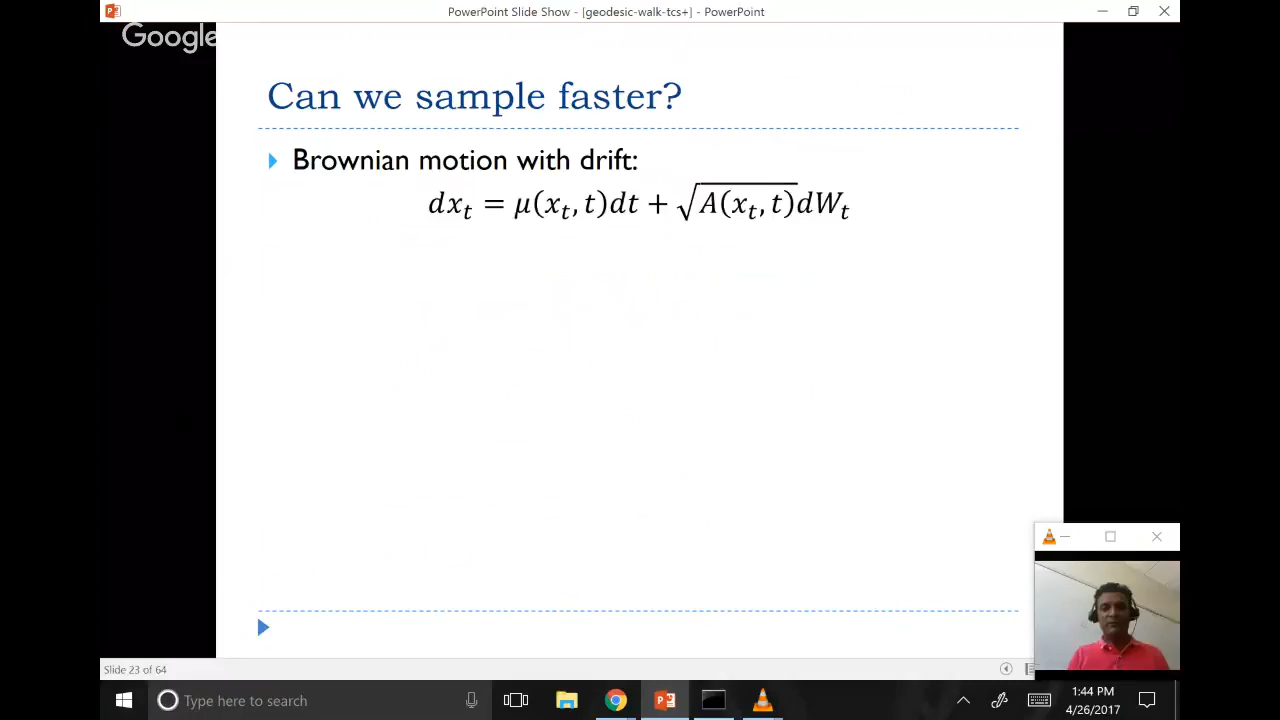 PowerPoint Slide Show - [geodesic-walk-tcs+] - PowerPoint
Google
Can we sample faster?
Brownian motion with drift:
dx_t = μ(x_t, t)dt + √A(x_t, t)dW_t
Slide 23 of 64
Type here to search
1:44 PM
4/26/2017